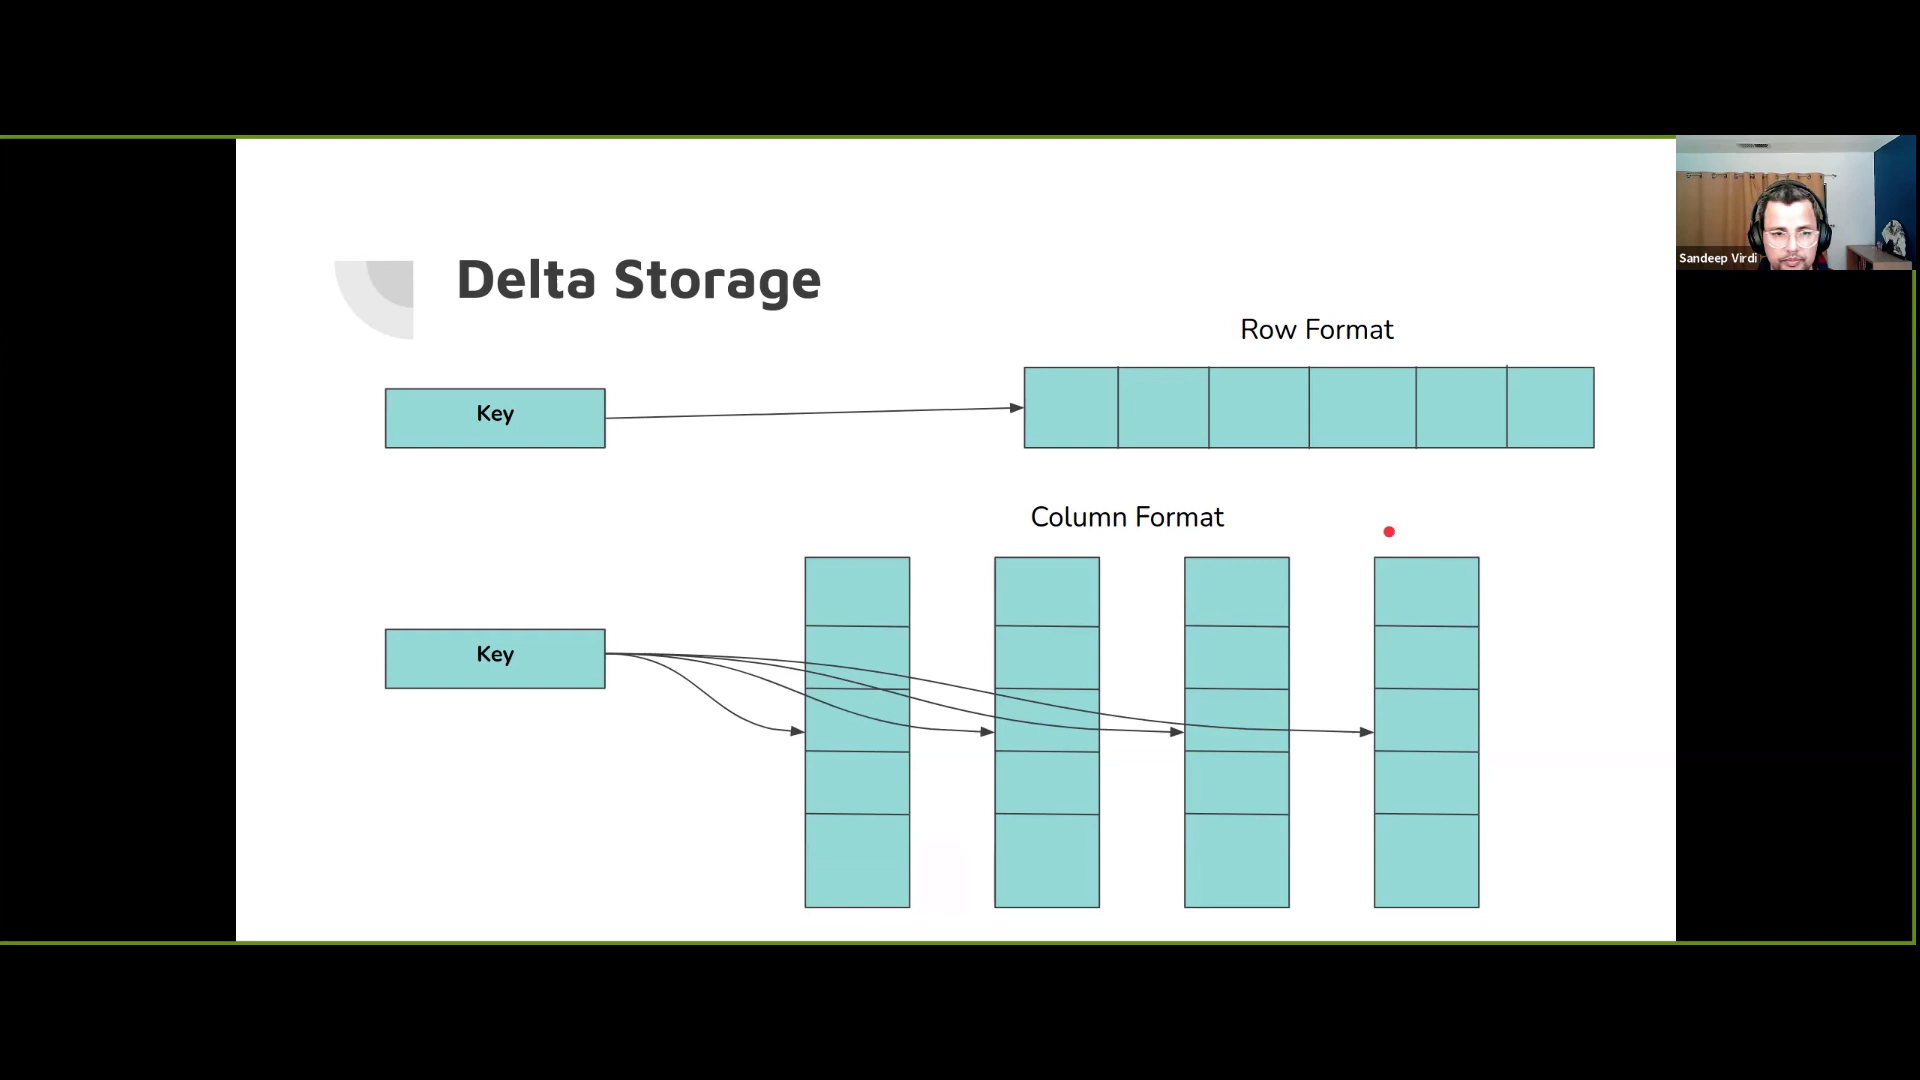 Delta Storage
Row Format
Key
Column Format
Key
Sandeep Virdi